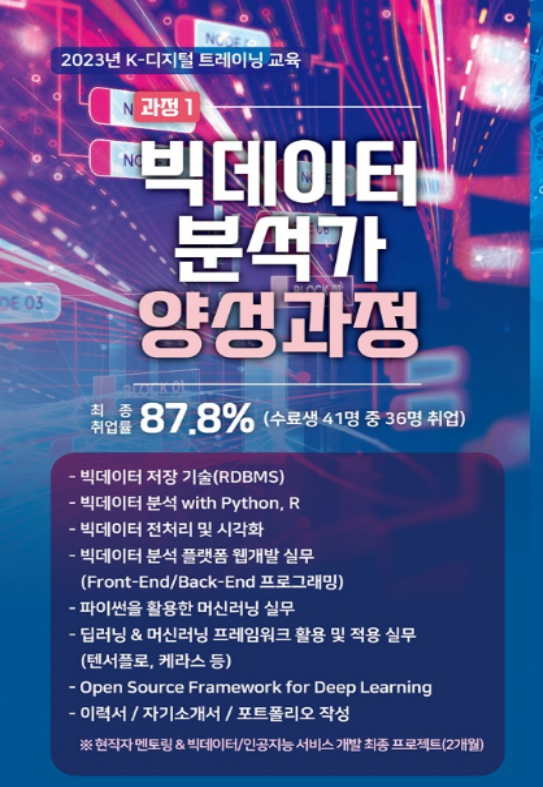 2023년 K-디지털 트레이닝 교육
과정 1
빅데이터
분석가
양성과정
최 종
취업률 87.8% (수료생 41명 중 36명 취업)
- 빅데이터 저장 기술(RDBMS)
- 빅데이터 분석 with Python, R
- 빅데이터 전처리 및 시각화
- 빅데이터 분석 플랫폼 웹개발 실무
(Front-End/Back-End 프로그래밍)
- 파이썬을 활용한 머신러닝 실무
- 딥러닝 & 머신러닝 프레임워크 활용 및 적용 실무
(텐서플로, 케라스 등)
- Open Source Framework for Deep Learning
- 이력서 / 자기소개서 / 포트폴리오 작성
※ 현직자 멘토링 & 빅데이터/인공지능 서비스 개발 최종 프로젝트(2개월)
BLOCK 01